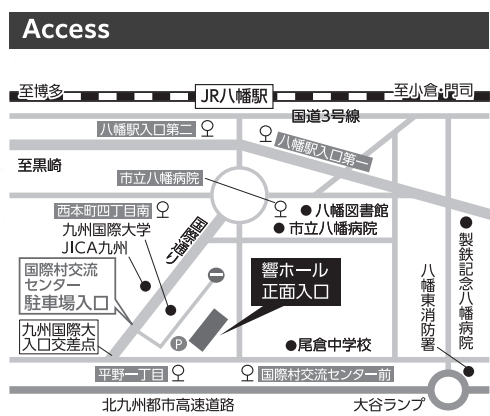 Access
至博多
JR八幡駅
至小倉・門司
国道3号線
八幡駅入口第二
八幡駅入口第一
至黒崎
市立八幡病院
西本町四丁目南
国際通り
八幡図書館
市立八幡病院
九州国際大学
JICA九州
製鉄記念八幡病院
国際村交流
センター
駐車場入口
響ホール
正面入口
八幡東消防署
九州国際大
入口交差点
P
尾倉中学校
平野一丁目
国際村交流センター前
北九州都市高速道路
大谷ランプ